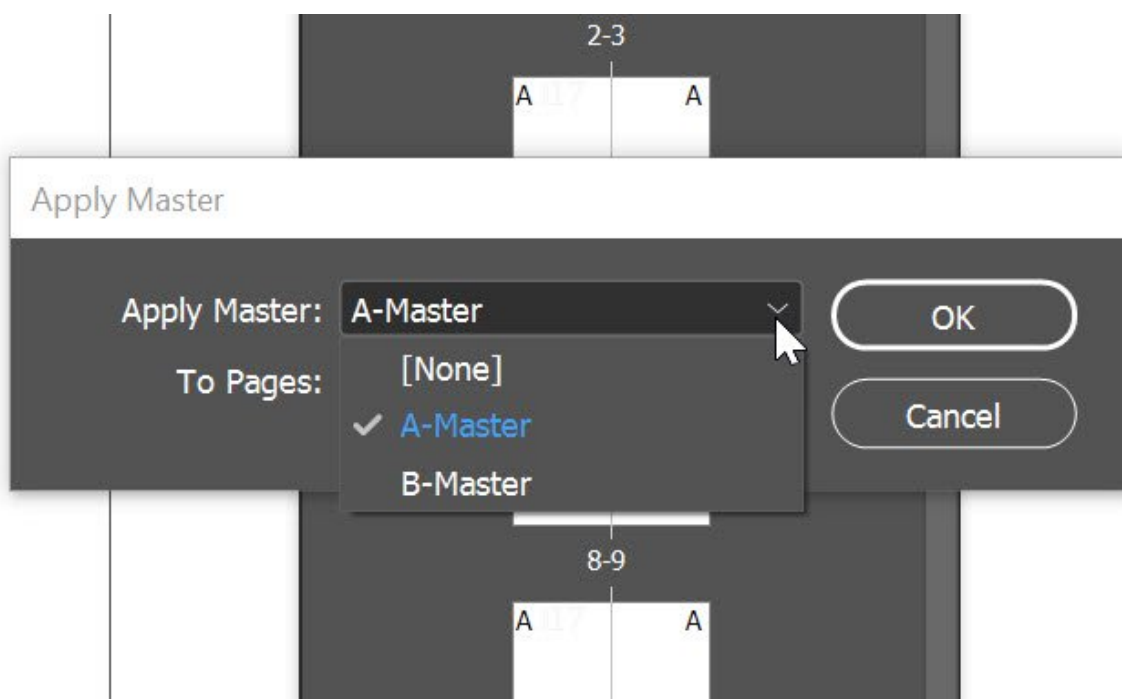 2-3
A A
Apply Master
Apply Master: A-Master OK
[None]
To Pages:
A-Master Cancel
B-Master
8-9
A A